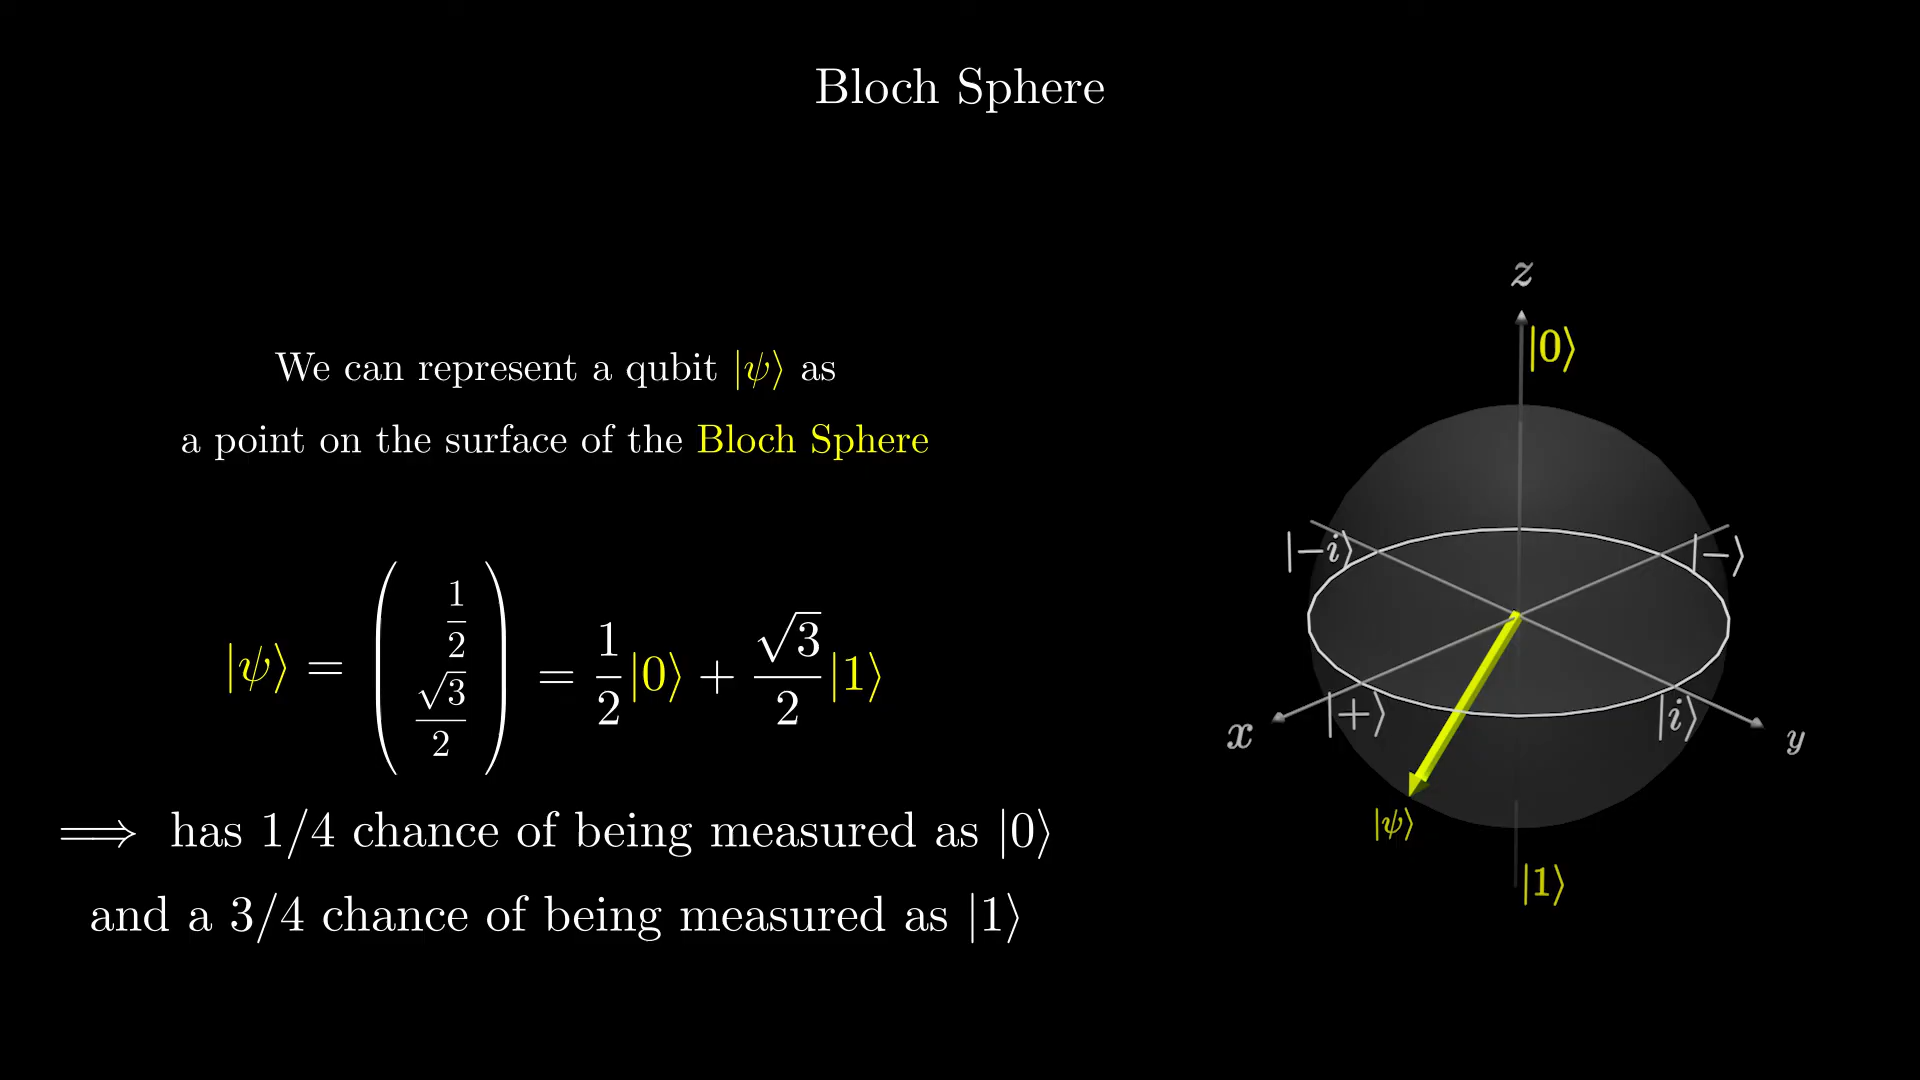 Bloch Sphere
We can represent a qubit |ψ⟩ as
a point on the surface of the Bloch Sphere
|ψ⟩ = (1/2 √3/2) = 1/2|0⟩ + √3/2|1⟩
⟹ has 1/4 chance of being measured as |0⟩
and a 3/4 chance of being measured as |1⟩
z
|0⟩
|−i⟩
|−⟩
x
|+⟩
|i⟩
y
|ψ⟩
|1⟩